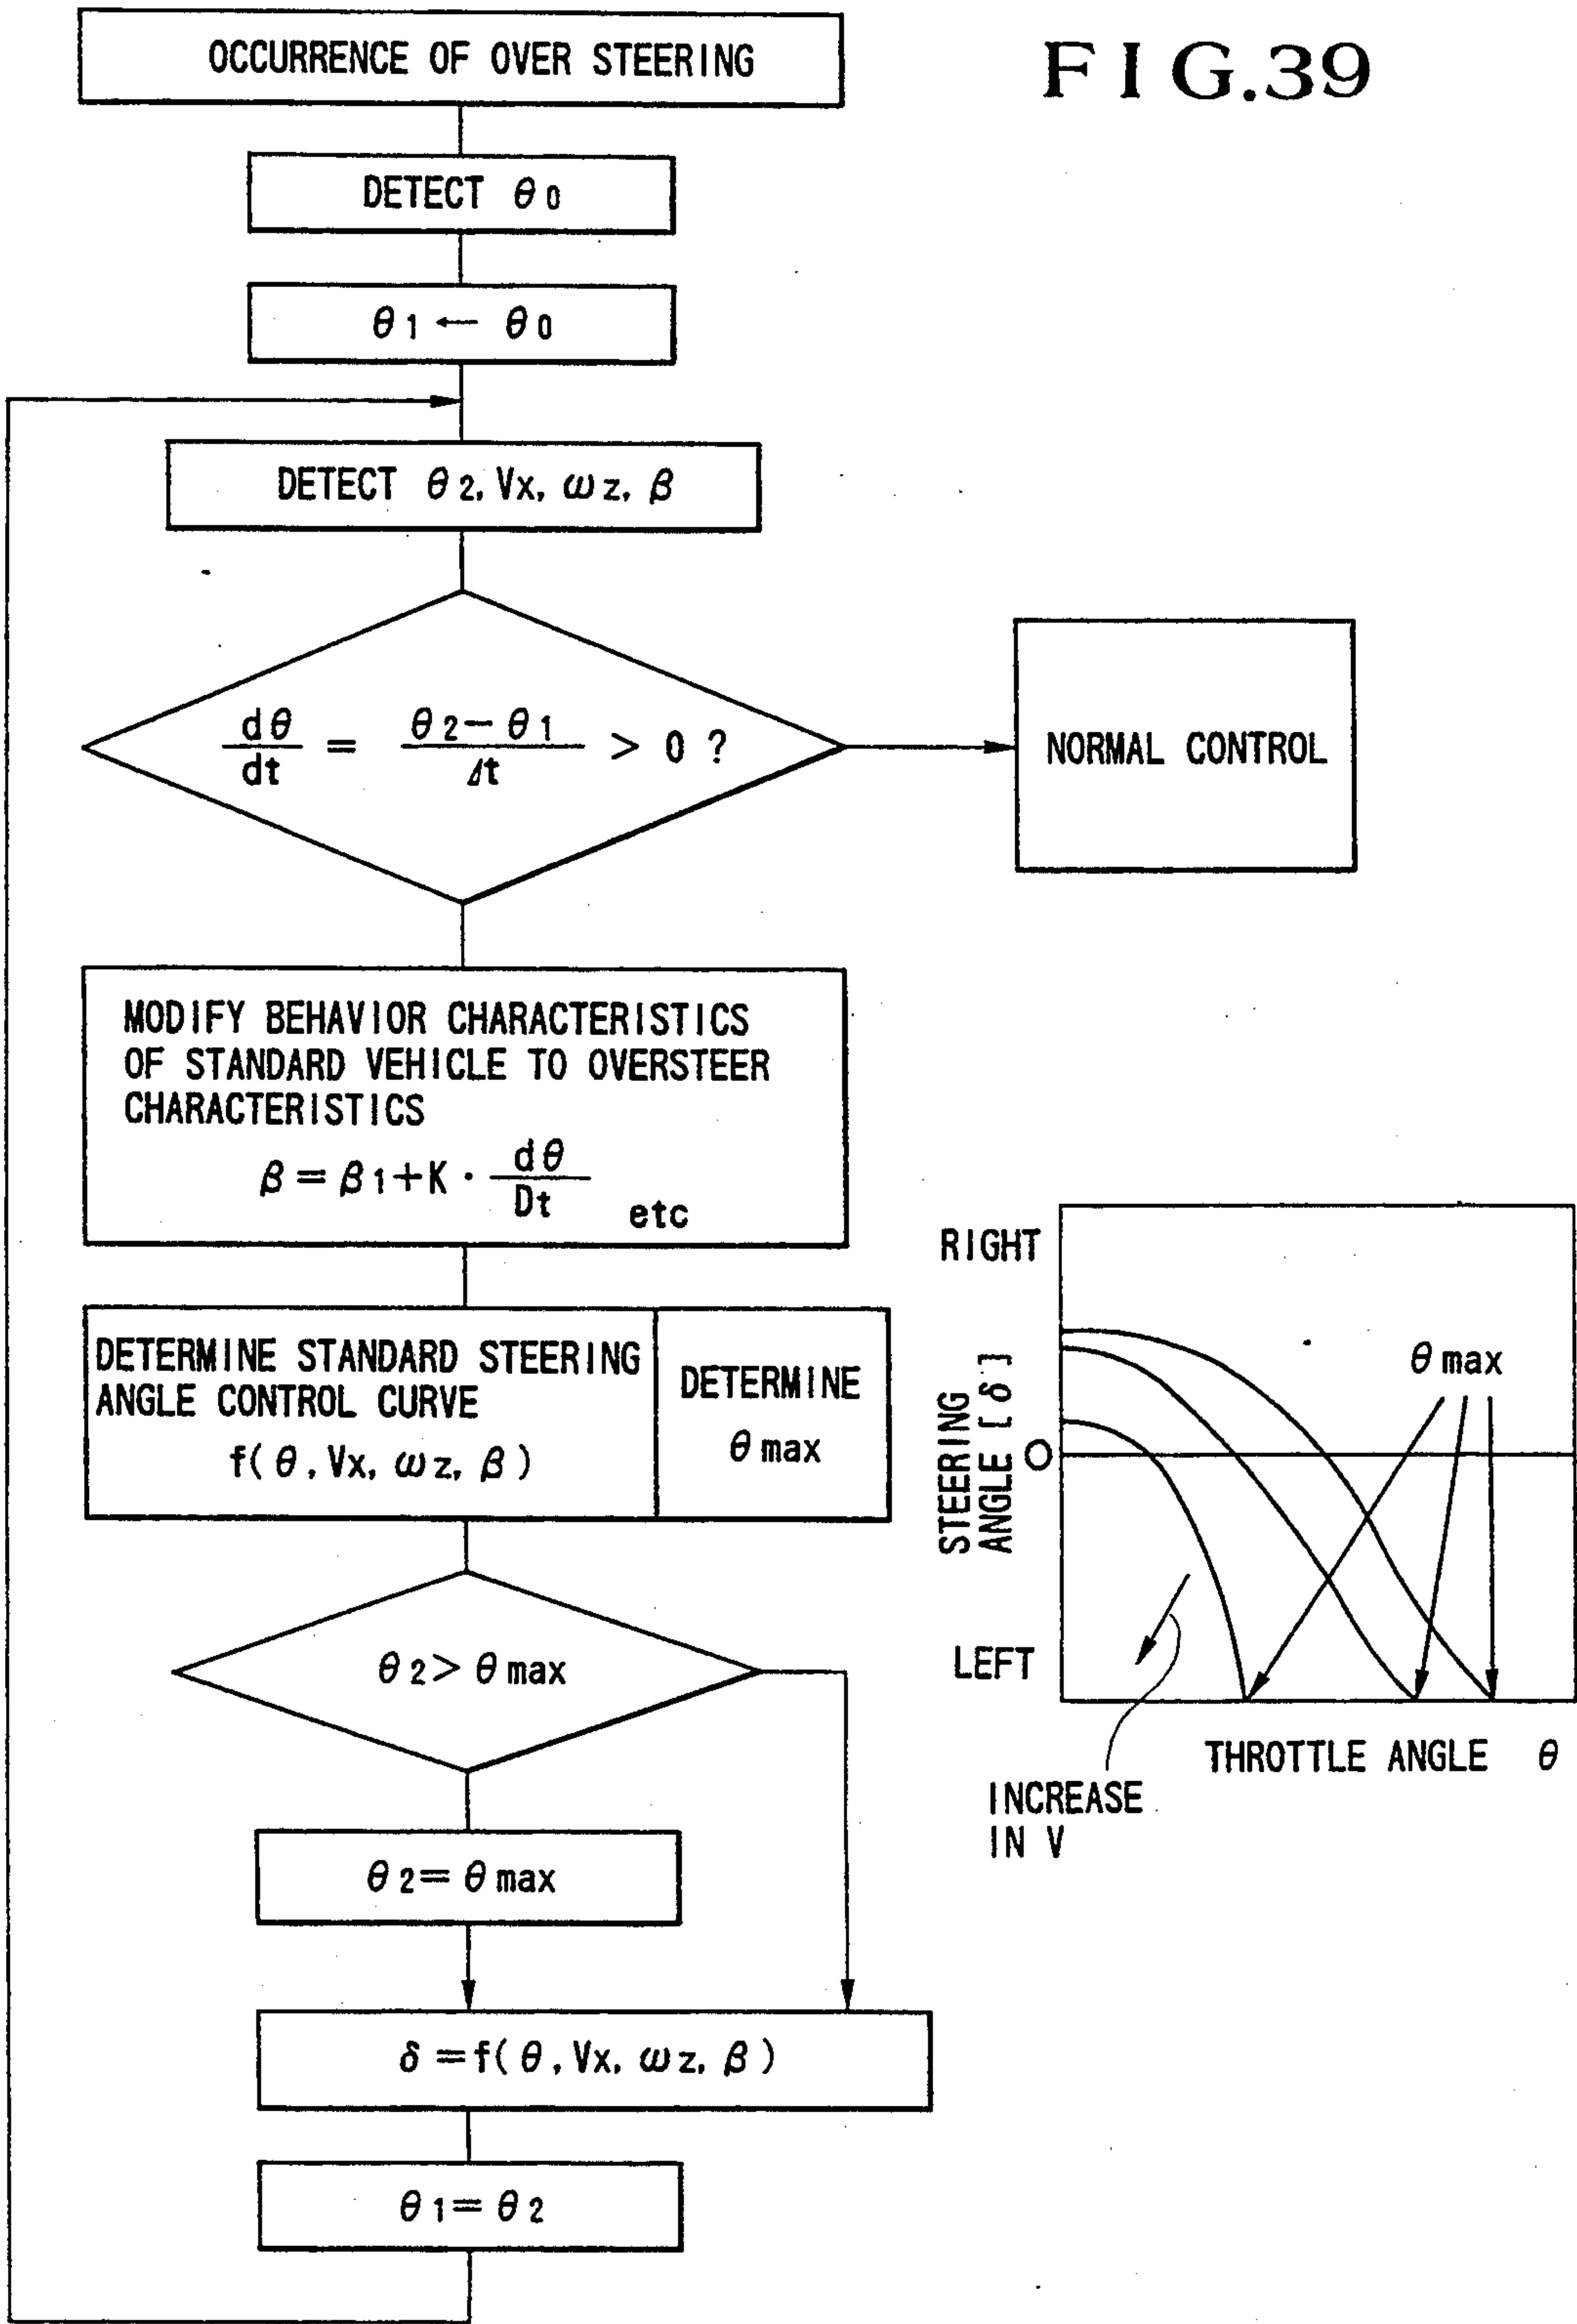 FIG.39
OCCURRENCE OF OVER STEERING
DETECT θ0
θ1 ← θ0
DETECT θ2, Vx, ωz, β
dθ/dt = θ2−θ1/Δt > 0 ?
NORMAL CONTROL
MODIFY BEHAVIOR CHARACTERISTICS
OF STANDARD VEHICLE TO OVERSTEER
CHARACTERISTICS
β=β1+K・dθ/Dt etc
DETERMINE STANDARD STEERING
ANGLE CONTROL CURVE
f(θ, Vx, ωz, β)
DETERMINE
θmax
θ2>θmax
θ2=θmax
δ=f(θ, Vx, ωz, β)
θ1=θ2
RIGHT
STEERING
ANGLE [δ]
0
LEFT
θmax
THROTTLE ANGLE θ
INCREASE
IN V